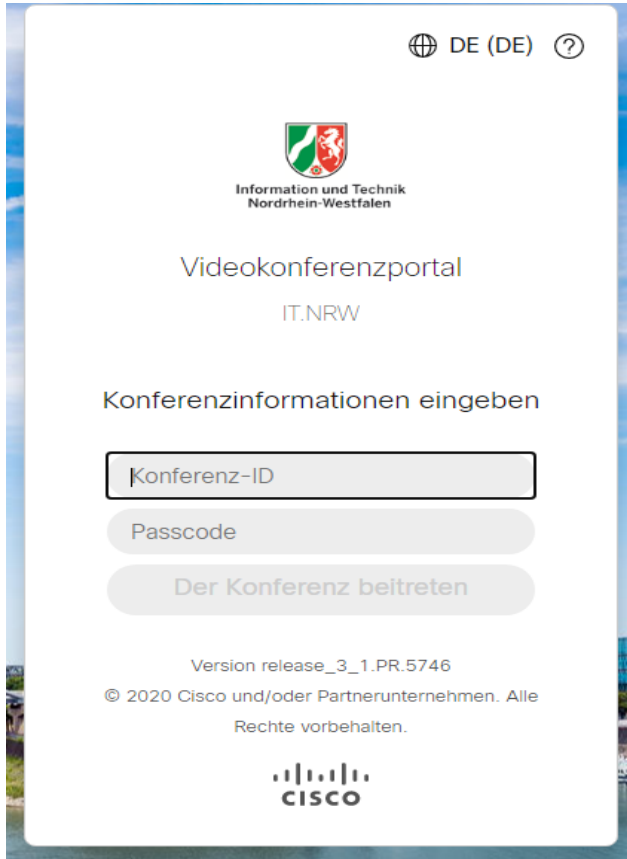 DE (DE) ?
Information und Technik
Nordrhein-Westfalen
Videokonferenzportal
IT.NRW
Konferenzinformationen eingeben
Konferenz-ID
Passcode
Der Konferenz beitreten
Version release_3_1.PR.5746
© 2020 Cisco und/oder Partnerunternehmen. Alle
Rechte vorbehalten.
CISCO